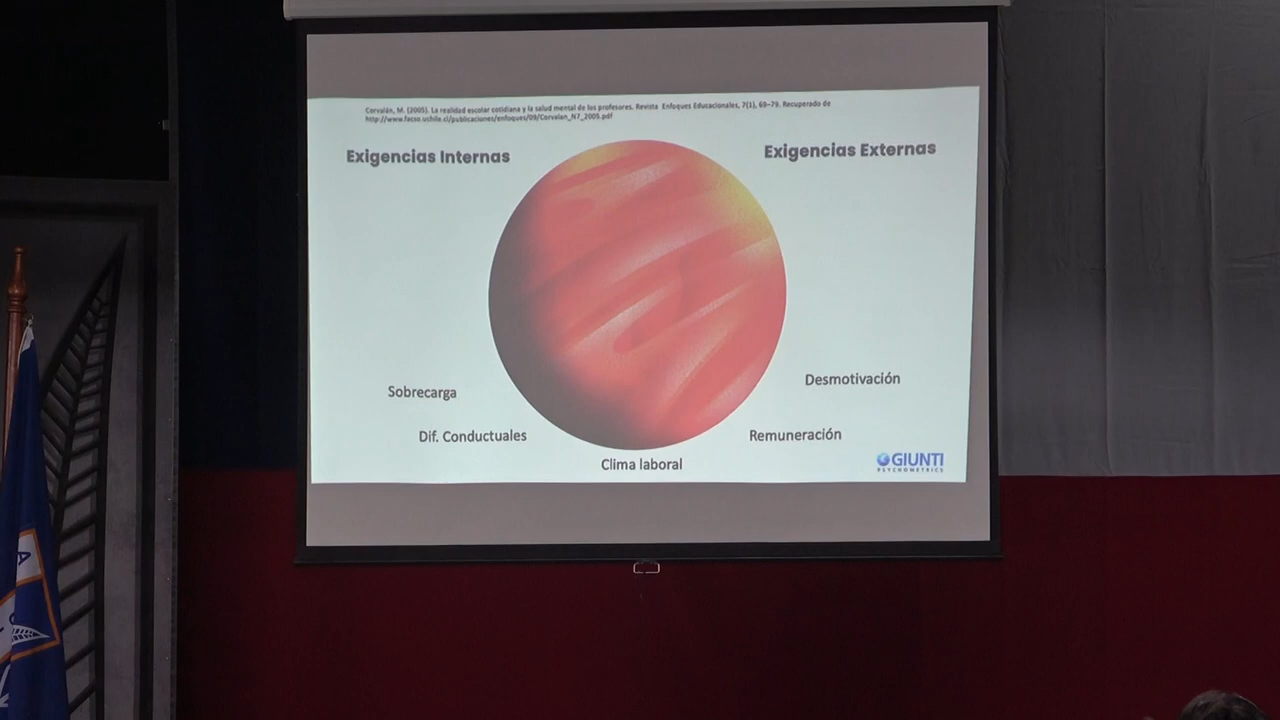 Corvalán, M. (2005). La realidad escolar cotidiana y la salud mental de los profesores. Revista Enfoques Educacionales, 7(1), 69–79. Recuperado de
http://www.facso.uchile.cl/publicaciones/enfoques/09/Corvalan_N7_2005.pdf
Exigencias Internas
Exigencias Externas
Sobrecarga
Desmotivación
Dif. Conductuales
Remuneración
Clima laboral
GIUNTI
PSYCHOMETRICS
A